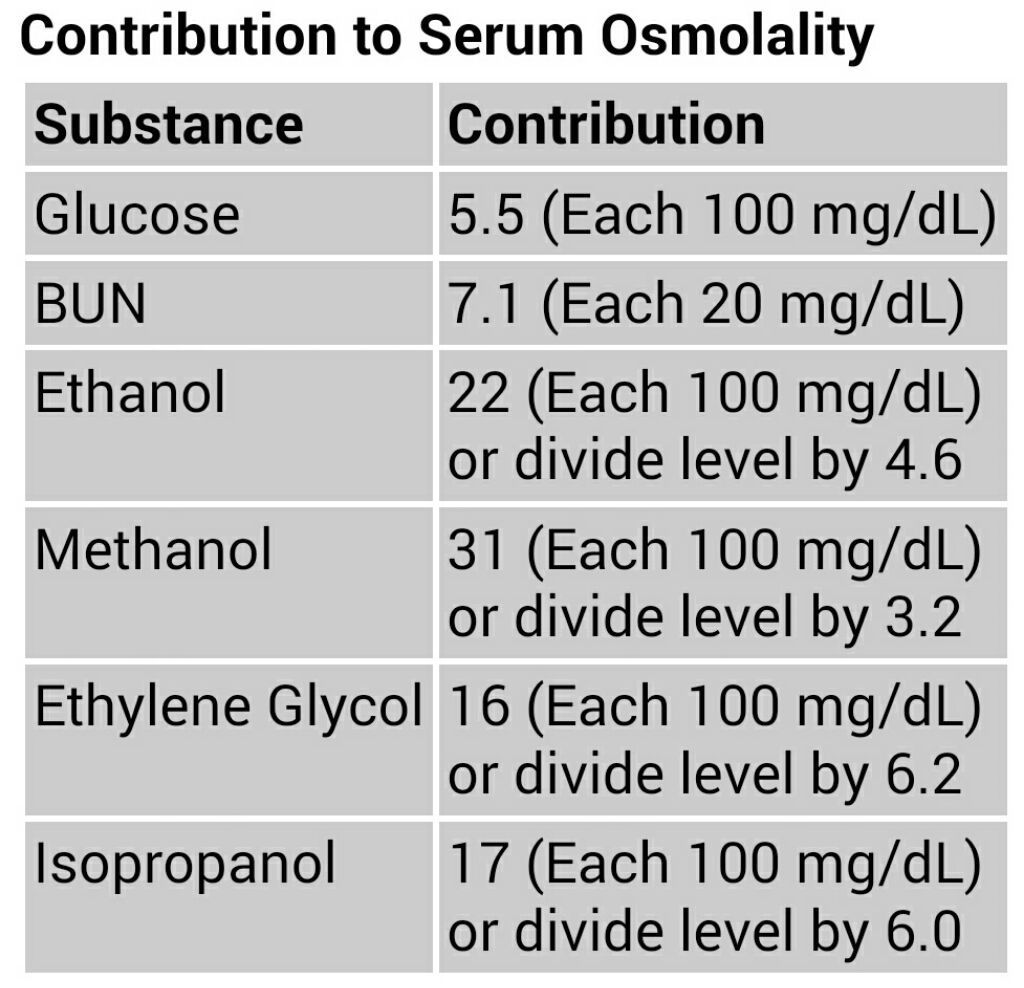 Contribution to Serum Osmolality
Substance Contribution
Glucose 5.5 (Each 100 mg/dL)
BUN 7.1 (Each 20 mg/dL)
Ethanol 22 (Each 100 mg/dL)
or divide level by 4.6
Methanol 31 (Each 100 mg/dL)
or divide level by 3.2
Ethylene Glycol 16 (Each 100 mg/dL)
or divide level by 6.2
Isopropanol 17 (Each 100 mg/dL)
or divide level by 6.0